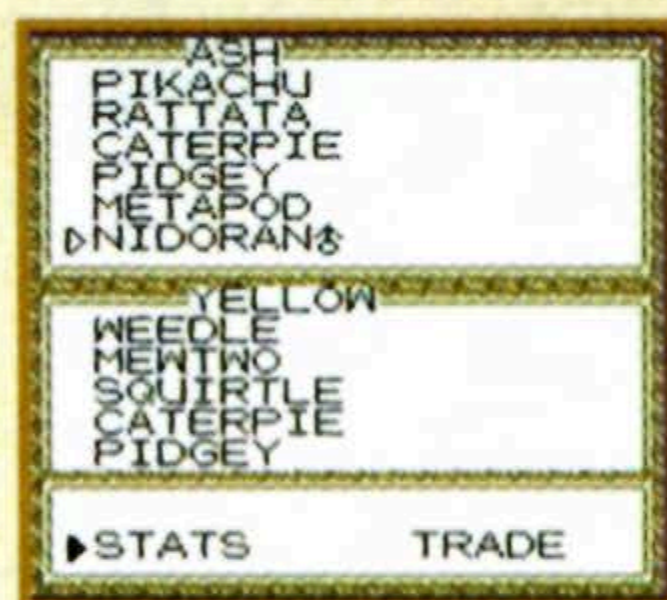 ASH
PIKACHU
RATTATA
CATERPIE
PIDGEY
METAPOD
▷NIDORAN♂
YELLOW
WEEDLE
MEWTWO
SQUIRTLE
CATERPIE
PIDGEY
▶STATS TRADE